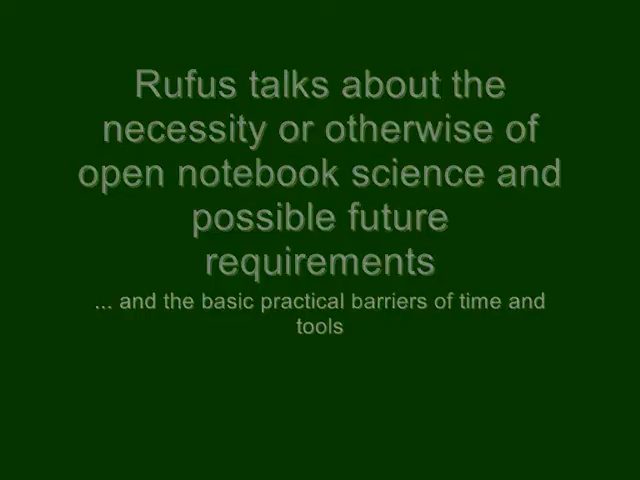 Rufus talks about the
necessity or otherwise of
open notebook science and
possible future
requirements
... and the basic practical barriers of time and
tools